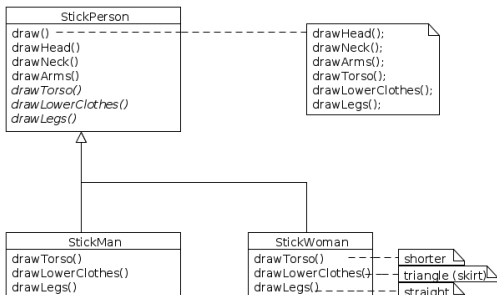 StickPerson
draw()
drawHead()
drawNeck()
drawArms()
drawTorso()
drawLowerClothes()
drawLegs()
drawHead();
drawNeck();
drawArms();
drawTorso();
drawLowerClothes();
drawLegs();
StickMan
drawTorso()
drawLowerClothes()
drawLegs()
StickWoman
drawTorso()
drawLowerClothes()
drawLegs()
shorter
triangle (skirt)
straight